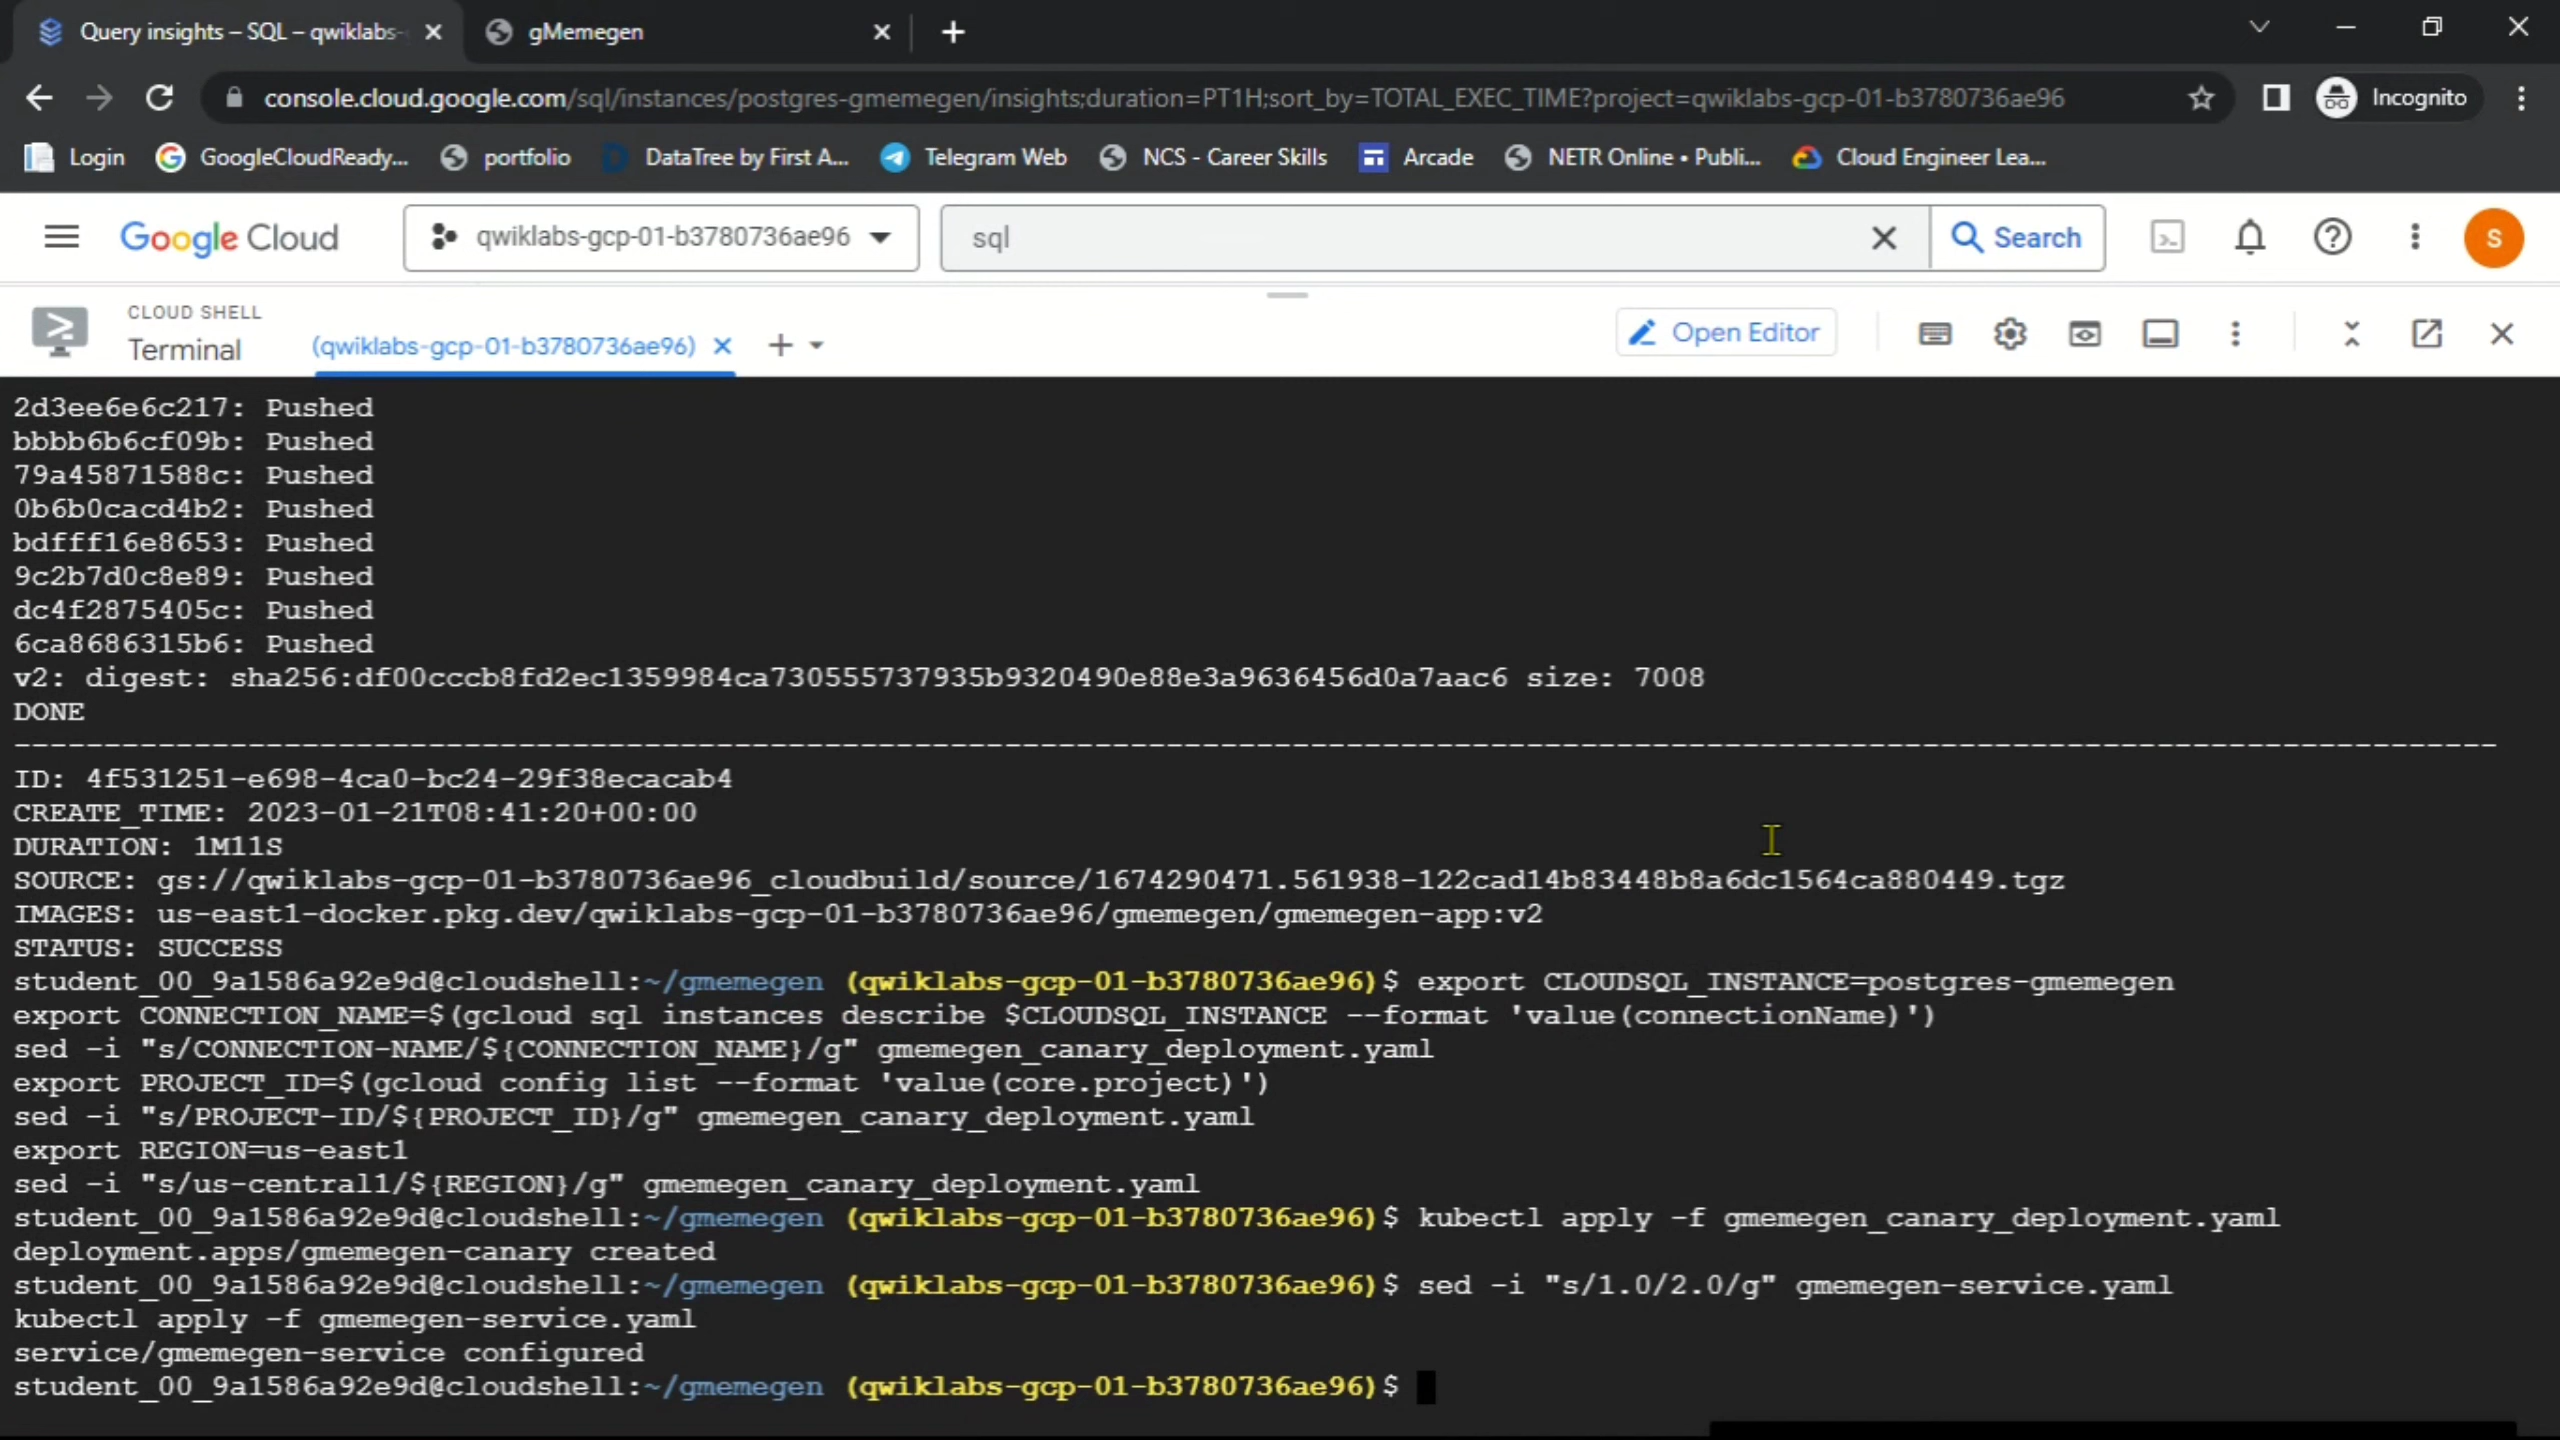 Query insights – SQL – qwiklabs-
gMemegen
console.cloud.google.com/sql/instances/postgres-gmemegen/insights;duration=PT1H;sort_by=TOTAL_EXEC_TIME?project=qwiklabs-gcp-01-b3780736ae96
Incognito
Login
GoogleCloudReady...
portfolio
DataTree by First A...
Telegram Web
NCS - Career Skills
Arcade
NETR Online • Publi...
Cloud Engineer Lea...
Google Cloud
qwiklabs-gcp-01-b3780736ae96
sql
Search
S
CLOUD SHELL
Terminal
(qwiklabs-gcp-01-b3780736ae96)
Open Editor
2d3ee6e6c217: Pushed
bbbb6b6cf09b: Pushed
79a45871588c: Pushed
0b6b0cacd4b2: Pushed
bdfff16e8653: Pushed
9c2b7d0c8e89: Pushed
dc4f2875405c: Pushed
6ca8686315b6: Pushed
v2: digest: sha256:df00cccb8fd2ec1359984ca730555737935b9320490e88e3a9636456d0a7aac6 size: 7008
DONE
ID: 4f531251-e698-4ca0-bc24-29f38ecacab4
CREATE_TIME: 2023-01-21T08:41:20+00:00
DURATION: 1M11S
SOURCE: gs://qwiklabs-gcp-01-b3780736ae96_cloudbuild/source/1674290471.561938-122cad14b83448b8a6dc1564ca880449.tgz
IMAGES: us-east1-docker.pkg.dev/qwiklabs-gcp-01-b3780736ae96/gmemegen/gmemegen-app:v2
STATUS: SUCCESS
student_00_9a1586a92e9d@cloudshell:~/gmemegen (qwiklabs-gcp-01-b3780736ae96)$ export CLOUDSQL_INSTANCE=postgres-gmemegen
export CONNECTION_NAME=$(gcloud sql instances describe $CLOUDSQL_INSTANCE --format 'value(connectionName)')
sed -i "s/CONNECTION-NAME/${CONNECTION_NAME}/g" gmemegen_canary_deployment.yaml
export PROJECT_ID=$(gcloud config list --format 'value(core.project)')
sed -i "s/PROJECT-ID/${PROJECT_ID}/g" gmemegen_canary_deployment.yaml
export REGION=us-east1
sed -i "s/us-central1/${REGION}/g" gmemegen_canary_deployment.yaml
student_00_9a1586a92e9d@cloudshell:~/gmemegen (qwiklabs-gcp-01-b3780736ae96)$ kubectl apply -f gmemegen_canary_deployment.yaml
deployment.apps/gmemegen-canary created
student_00_9a1586a92e9d@cloudshell:~/gmemegen (qwiklabs-gcp-01-b3780736ae96)$ sed -i "s/1.0/2.0/g" gmemegen-service.yaml
kubectl apply -f gmemegen-service.yaml
service/gmemegen-service configured
student_00_9a1586a92e9d@cloudshell:~/gmemegen (qwiklabs-gcp-01-b3780736ae96)$